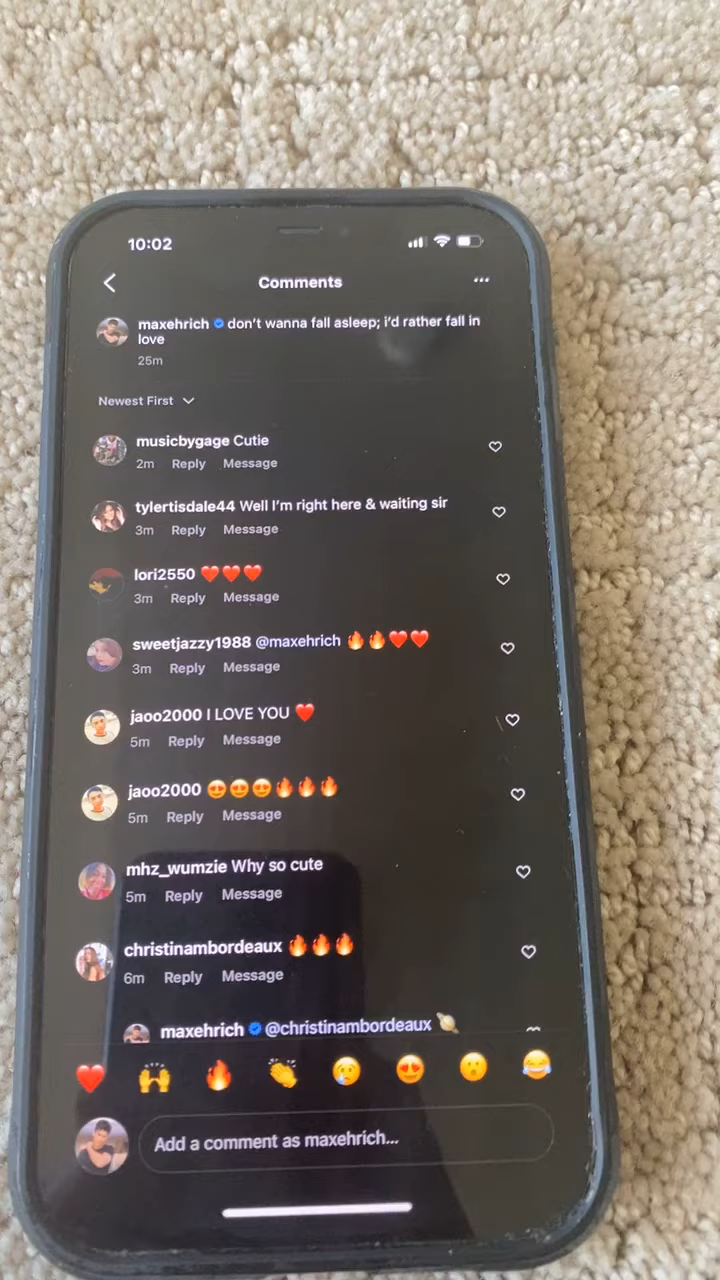 10:02
Comments
maxehrich don't wanna fall asleep; i'd rather fall in
love
25m
Newest First
musicbygage Cutie
2m Reply Message
tylertisdale44 Well I'm right here & waiting sir
3m Reply Message
lori2550 ❤️❤️❤️
3m Reply Message
sweetjazzy1988 @maxehrich 🔥🔥❤️❤️
3m Reply Message
jaoo2000 I LOVE YOU ❤️
5m Reply Message
jaoo2000 😍😍😍🔥🔥🔥
5m Reply Message
mhz_wumzie Why so cute
5m Reply Message
christinambordeaux 🔥🔥🔥
6m Reply Message
maxehrich @christinambordeaux 🪐
❤️ 🙌 🔥 👏 😢 😍 😮 😂
Add a comment as maxehrich...